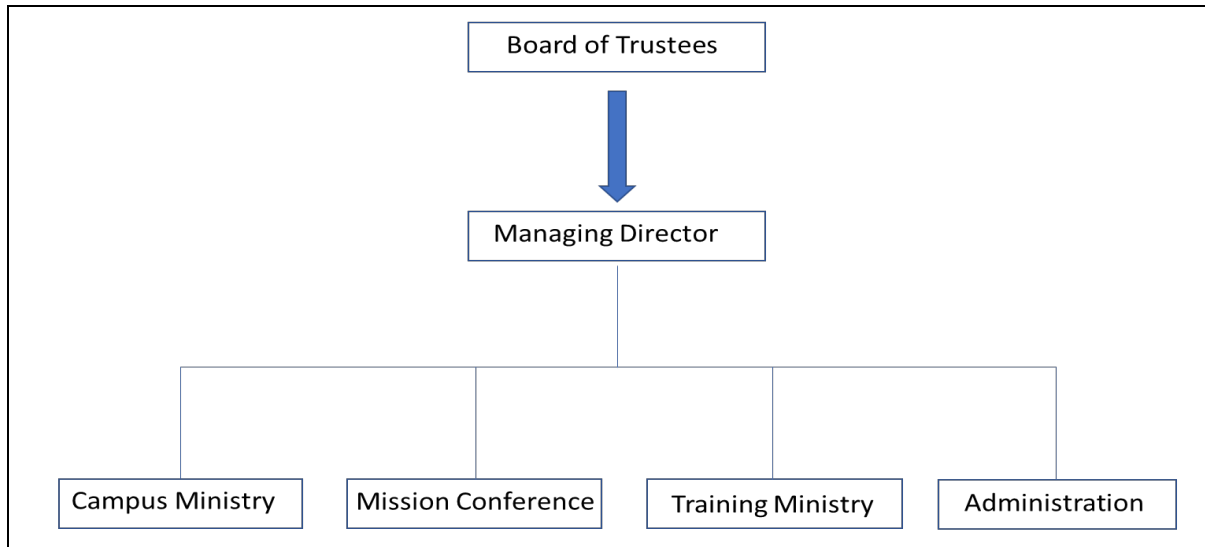 Board of Trustees
Managing Director
Campus Ministry
Mission Conference
Training Ministry
Administration